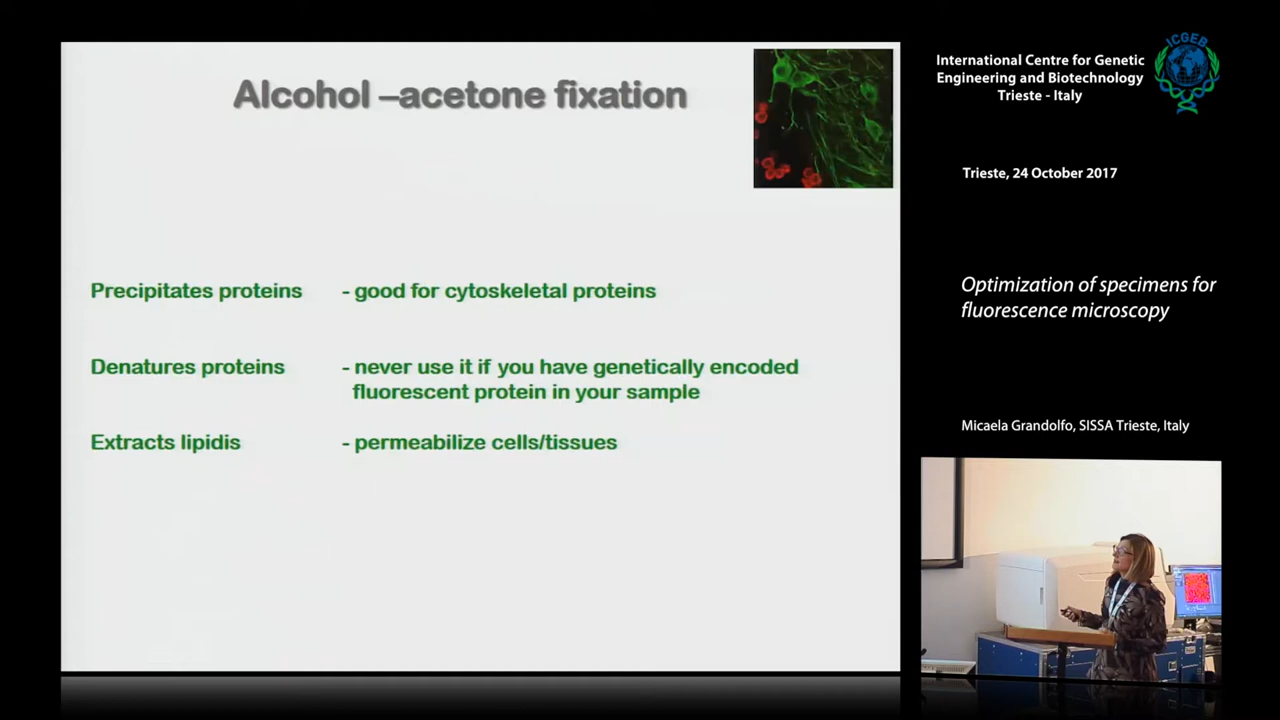 Alcohol –acetone fixation
Precipitates proteins - good for cytoskeletal proteins
Denatures proteins - never use it if you have genetically encoded
fluorescent protein in your sample
Extracts lipidis - permeabilize cells/tissues
International Centre for Genetic
Engineering and Biotechnology
Trieste - Italy
ICGEB
Trieste, 24 October 2017
Optimization of specimens for
fluorescence microscopy
Micaela Grandolfo, SISSA Trieste, Italy